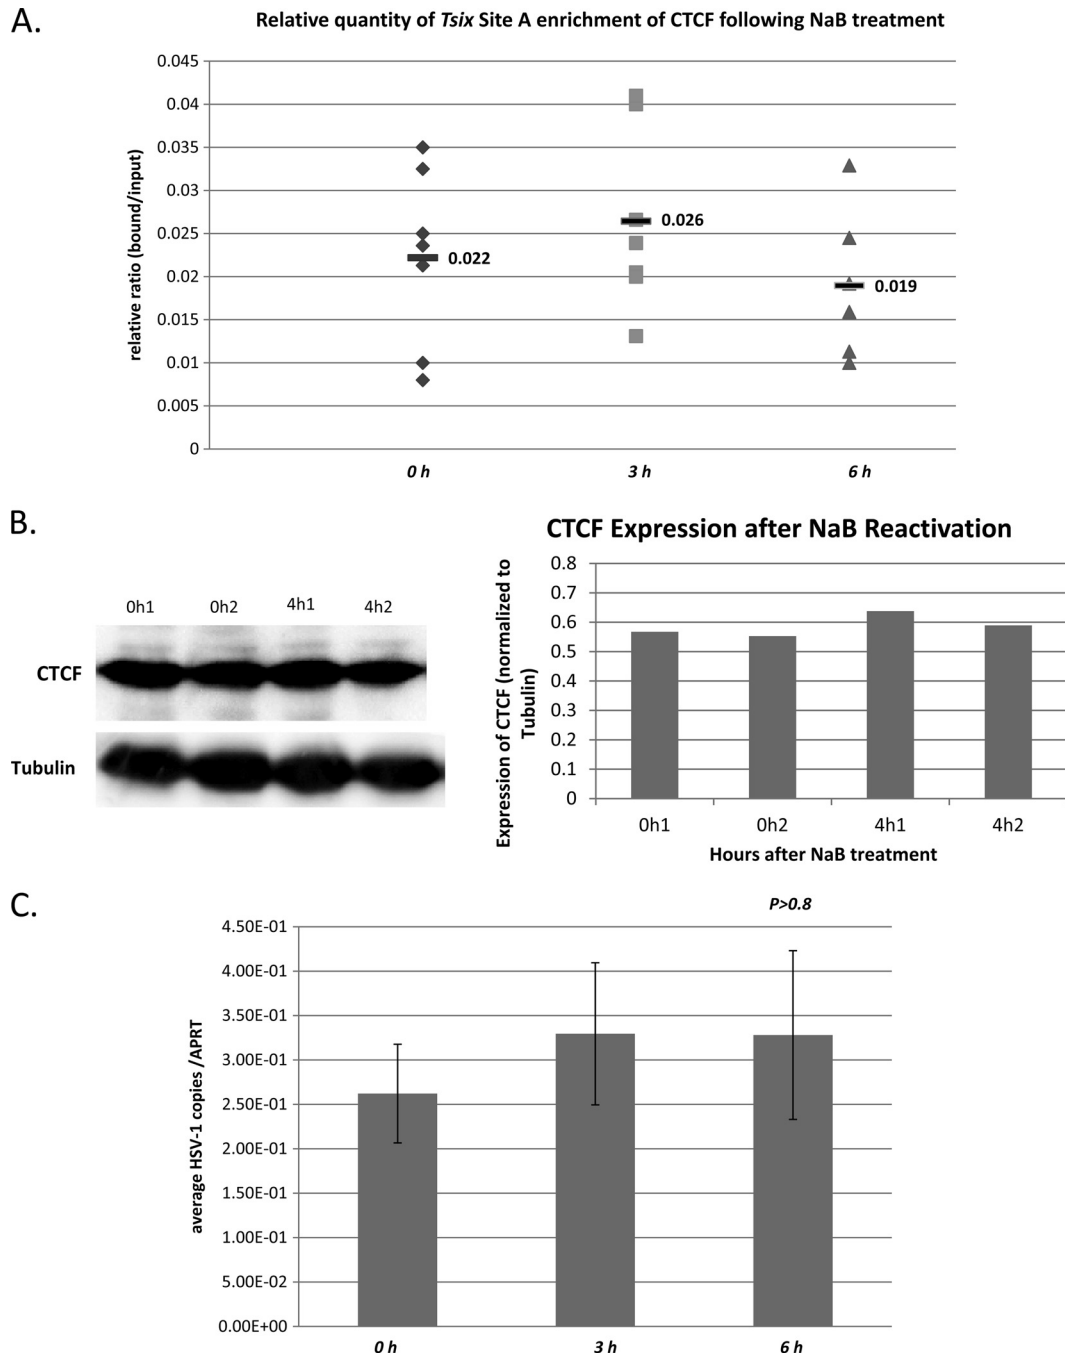 A.
Relative quantity of Tsix Site A enrichment of CTCF following NaB treatment
relative ratio (bound/input)
0.045
0.04
0.035
0.03
0.025
0.02
0.015
0.01
0.005
0
0.022
0.026
0.019
0 h
3 h
6 h
B.
0h1
0h2
4h1
4h2
CTCF
Tubulin
CTCF Expression after NaB Reactivation
Expression of CTCF (normalized to
Tubulin)
0.8
0.7
0.6
0.5
0.4
0.3
0.2
0.1
0
0h1
0h2
4h1
4h2
Hours after NaB treatment
C.
P>0.8
average HSV-1 copies /APRT
4.50E-01
4.00E-01
3.50E-01
3.00E-01
2.50E-01
2.00E-01
1.50E-01
1.00E-01
5.00E-02
0.00E+00
0 h
3 h
6 h